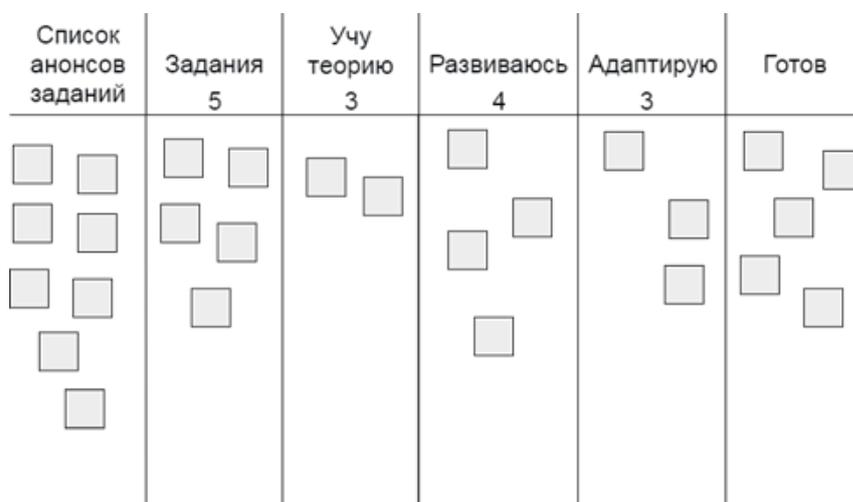 Список
анонсов
заданий
Задания
5
Учу
теорию
3
Развиваюсь
4
Адаптирую
3
Готов